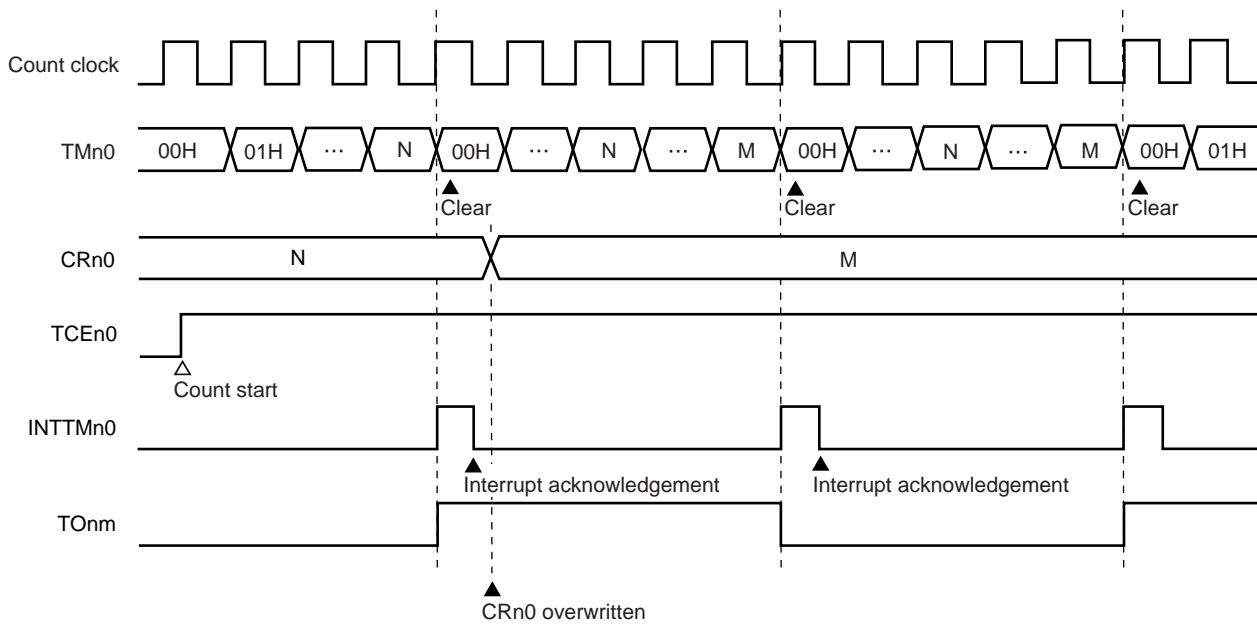 Count clock
TMn0 00H 01H ... N 00H ... N ... M 00H ... N ... M 00H 01H
Clear Clear Clear
CRn0 N M
TCEn0
Count start
INTTMn0
Interrupt acknowledgement Interrupt acknowledgement
TOnm
CRn0 overwritten